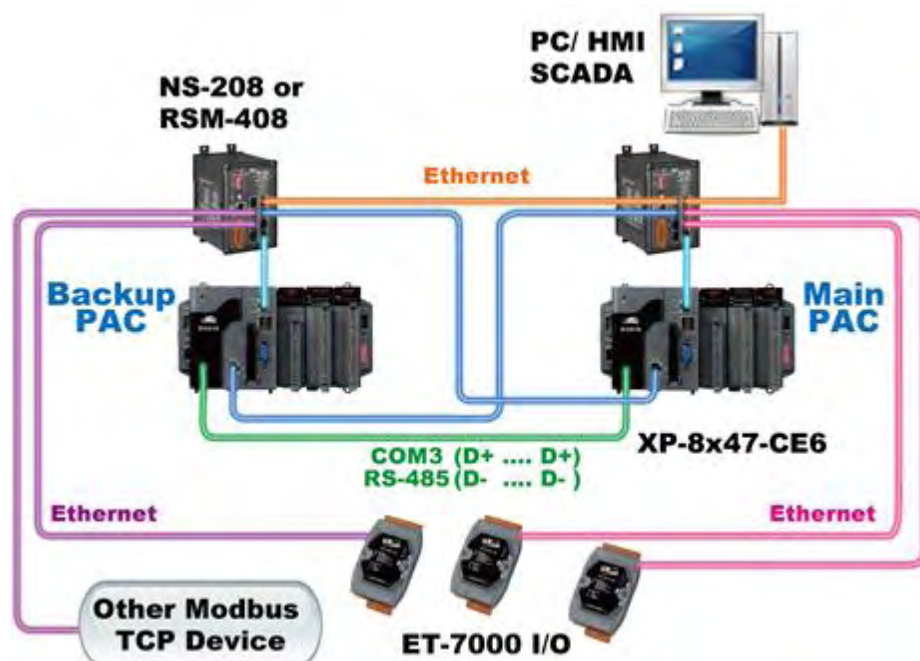 PC/ HMI
SCADA
NS-208 or
RSM-408
Ethernet
Backup
PAC
Main
PAC
XP-8x47-CE6
COM3 (D+ .... D+)
RS-485 (D- .... D- )
Ethernet
Ethernet
Other Modbus
TCP Device
ET-7000 I/O